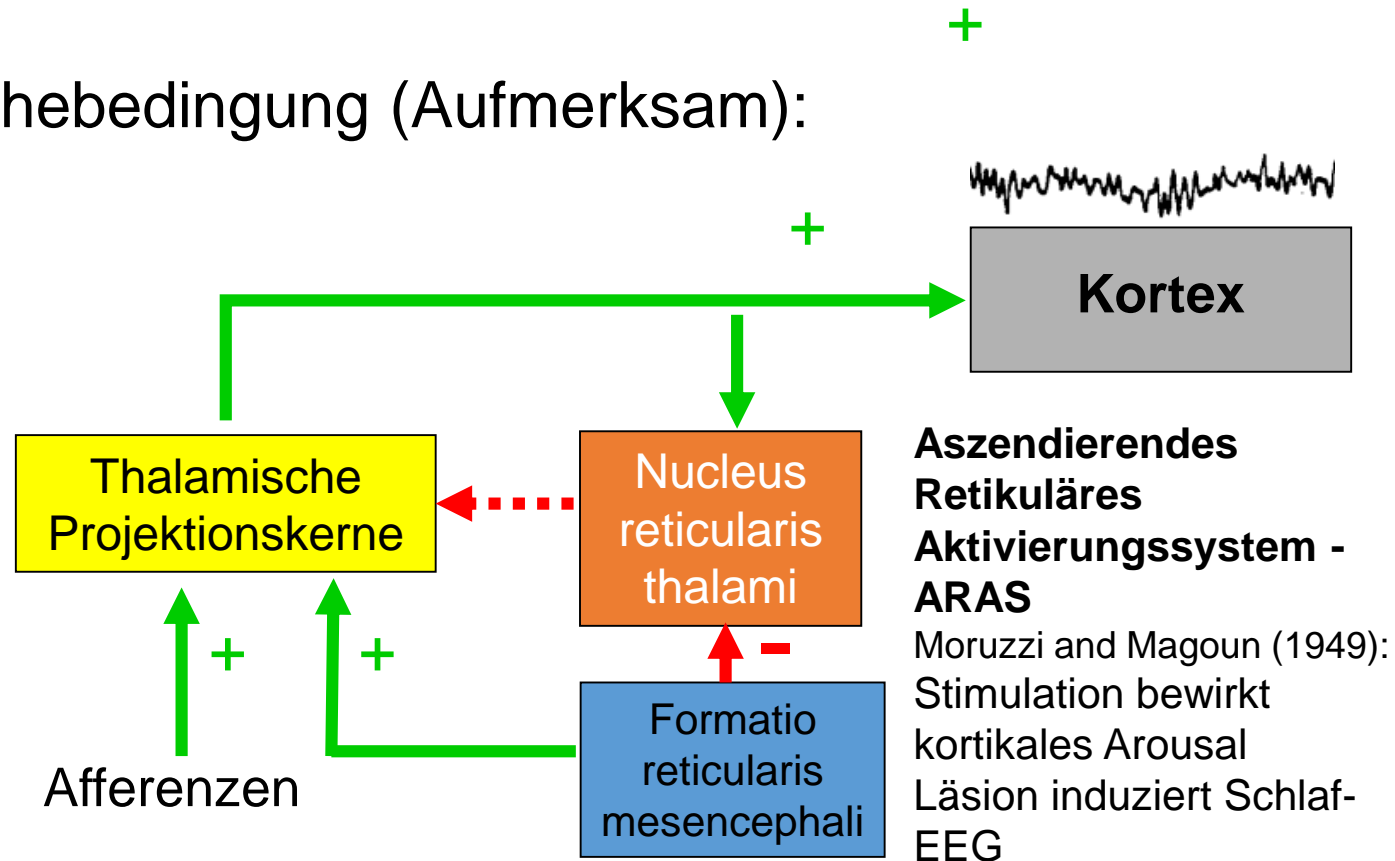 +
hebedingung (Aufmerksam):
+
Kortex
Thalamische
Projektionskerne
Nucleus
reticularis
thalami
Aszendierendes
Retikuläres
Aktivierungssystem -
ARAS
Moruzzi and Magoun (1949):
Stimulation bewirkt
kortikales Arousal
Läsion induziert Schlaf-
EEG
+
+
-
Formatio
reticularis
mesencephali
Afferenzen